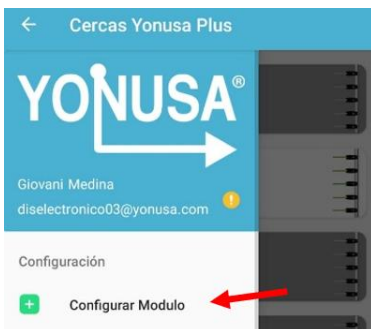 Cercas Yonusa Plus
YONUSA®
Giovani Medina
diselectronico03@yonusa.com
Configuración
Configurar Modulo